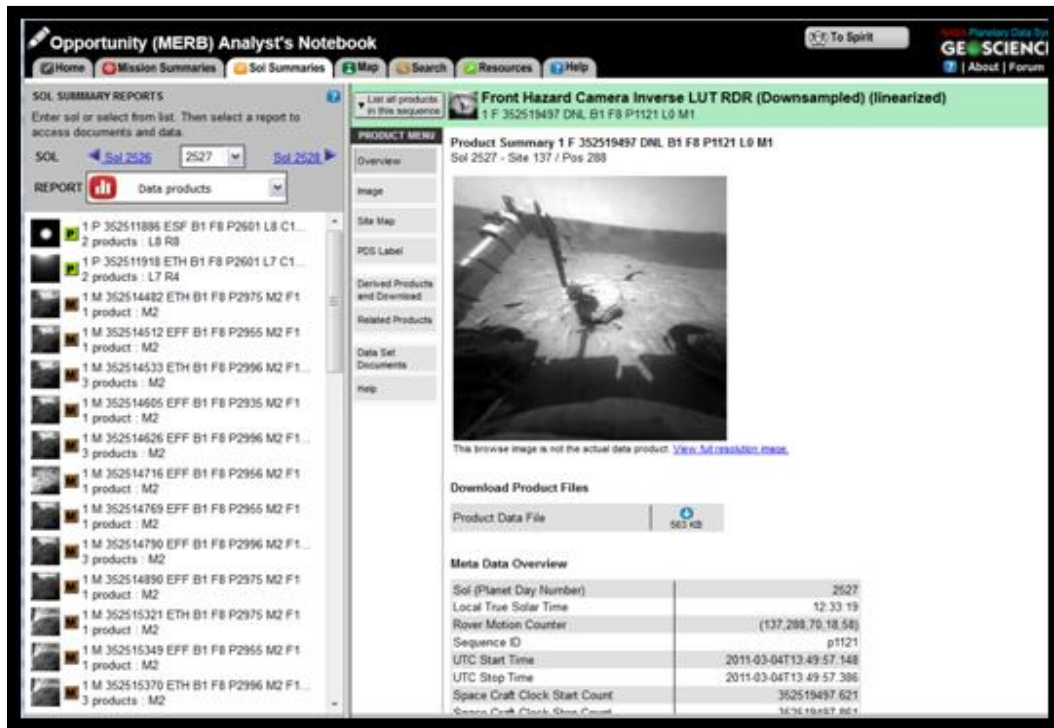 Opportunity (MERB) Analyst's Notebook
To Spirit
NASA Planetary Data Sy
GEOSCIENC
Home
Mission Summaries
Sol Summaries
Map
Search
Resources
Help
| About | Forum
SOL SUMMARY REPORTS
Enter sol or select from list. Then select a report to
access documents and data.
SOL
Sol 2526
2527
Sol 2528
REPORT
Data products
1 P 352511886 ESF B1 F8 P2601 L8 C1...
2 products : L8 R8
1 P 352511918 ETH B1 F8 P2601 L7 C1...
2 products : L7 R4
1 M 352514482 ETH B1 F8 P2975 M2 F1
1 product : M2
1 M 352514512 EFF B1 F8 P2955 M2 F1
1 product : M2
1 M 352514533 ETH B1 F8 P2996 M2 F1...
3 products : M2
1 M 352514605 EFF B1 F8 P2935 M2 F1
1 product : M2
1 M 352514626 EFF B1 F8 P2996 M2 F1...
3 products : M2
1 M 352514716 EFF B1 F8 P2956 M2 F1
1 product : M2
1 M 352514769 EFF B1 F8 P2955 M2 F1
1 product : M2
1 M 352514790 EFF B1 F8 P2996 M2 F1...
3 products : M2
1 M 352514890 EFF B1 F8 P2975 M2 F1
1 product : M2
1 M 352515321 ETH B1 F8 P2975 M2 F1
1 product : M2
1 M 352515349 EFF B1 F8 P2955 M2 F1
1 product : M2
1 M 352515370 ETH B1 F8 P2996 M2 F1...
3 products : M2
List all products
in this sequence
Front Hazard Camera Inverse LUT RDR (Downsampled) (linearized)
1 F 352519497 DNL B1 F8 P1121 L0 M1
PRODUCT MENU
Overview
Image
Site Map
PDS Label
Derived Products
and Download
Related Products
Data Set
Documents
Help
Product Summary 1 F 352519497 DNL B1 F8 P1121 L0 M1
Sol 2527 - Site 137 / Pos 288
This browse image is not the actual data product. View full resolution image.
Download Product Files
Product Data File
563 KB
Meta Data Overview
Sol (Planet Day Number) 2527
Local True Solar Time 12:33:19
Rover Motion Counter (137,288,70,18,58)
Sequence ID p1121
UTC Start Time 2011-03-04T13:49:57.148
UTC Stop Time 2011-03-04T13:49:57.386
Space Craft Clock Start Count 352519497.621
Space Craft Clock Stop Count 352519497.861